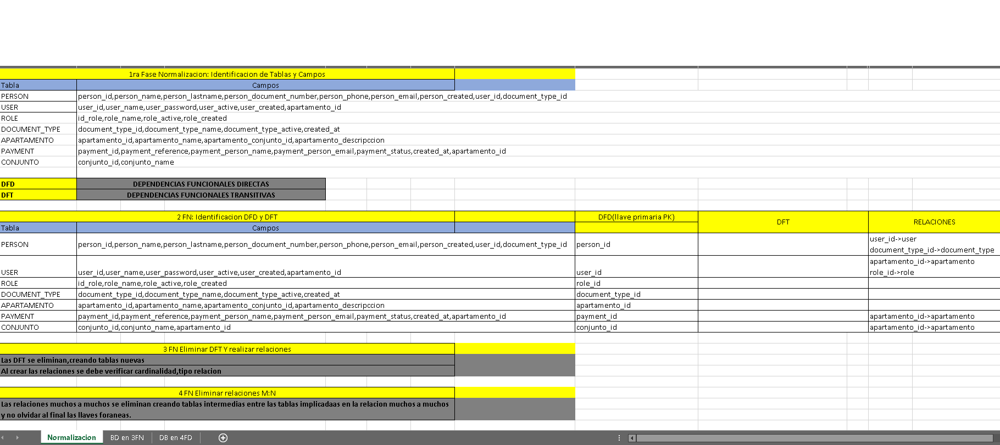 1ra Fase Normalizacion: Identificacion de Tablas y Campos
Tabla Campos
PERSON person_id,person_name,person_lastname,person_document_number,person_phone,person_email,person_created,user_id,document_type_id
USER user_id,user_name,user_password,user_active,user_created,apartamento_id
ROLE id_role,role_name,role_active,role_created
DOCUMENT_TYPE document_type_id,document_type_name,document_type_active,created_at
APARTAMENTO apartamento_id,apartamento_name,apartamento_conjunto_id,apartamento_descripccion
PAYMENT payment_id,payment_reference,payment_person_name,payment_person_email,payment_status,created_at,apartamento_id
CONJUNTO conjunto_id,conjunto_name
DFD DEPENDENCIAS FUNCIONALES DIRECTAS
DFT DEPENDENCIAS FUNCIONALES TRANSITIVAS
2 FN: Identificacion DFD y DFT DFD(llave primaria PK) DFT RELACIONES
Tabla Campos
PERSON person_id,person_name,person_lastname,person_document_number,person_phone,person_email,person_created,user_id,document_type_id person_id user_id->user
document_type_id->document_type
apartamento_id->apartamento
USER user_id,user_name,user_password,user_active,user_created,apartamento_id user_id role_id->role
ROLE id_role,role_name,role_active,role_created role_id
DOCUMENT_TYPE document_type_id,document_type_name,document_type_active,created_at document_type_id
APARTAMENTO apartamento_id,apartamento_name,apartamento_conjunto_id,apartamento_descripccion apartamento_id
PAYMENT payment_id,payment_reference,payment_person_name,payment_person_email,payment_status,created_at,apartamento_id payment_id apartamento_id->apartamento
CONJUNTO conjunto_id,conjunto_name,apartamento_id conjunto_id apartamento_id->apartamento
3 FN Eliminar DFT Y realizar relaciones
Las DFT se eliminan,creando tablas nuevas
Al crear las relaciones se debe verificar cardinalidad,tipo relacion
4 FN Eliminar relaciones M:N
Las relaciones muchos a muchos se eliminan creando tablas intermedias entre las tablas implicadaas en la relacion muchos a muchos
y no olvidar al final las llaves foraneas.
Normalizacion BD en 3FN DB en 4FD